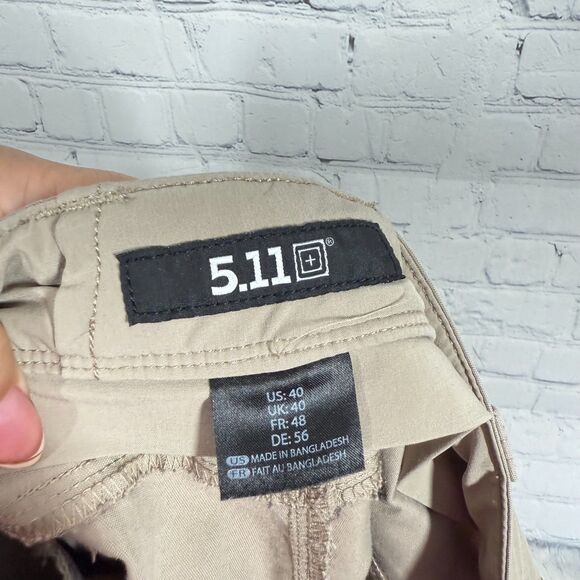 5.11®
US: 40
UK: 40
FR: 48
DE: 56
US MADE IN BANGLADESH
FR FAIT AU BANGLADESH